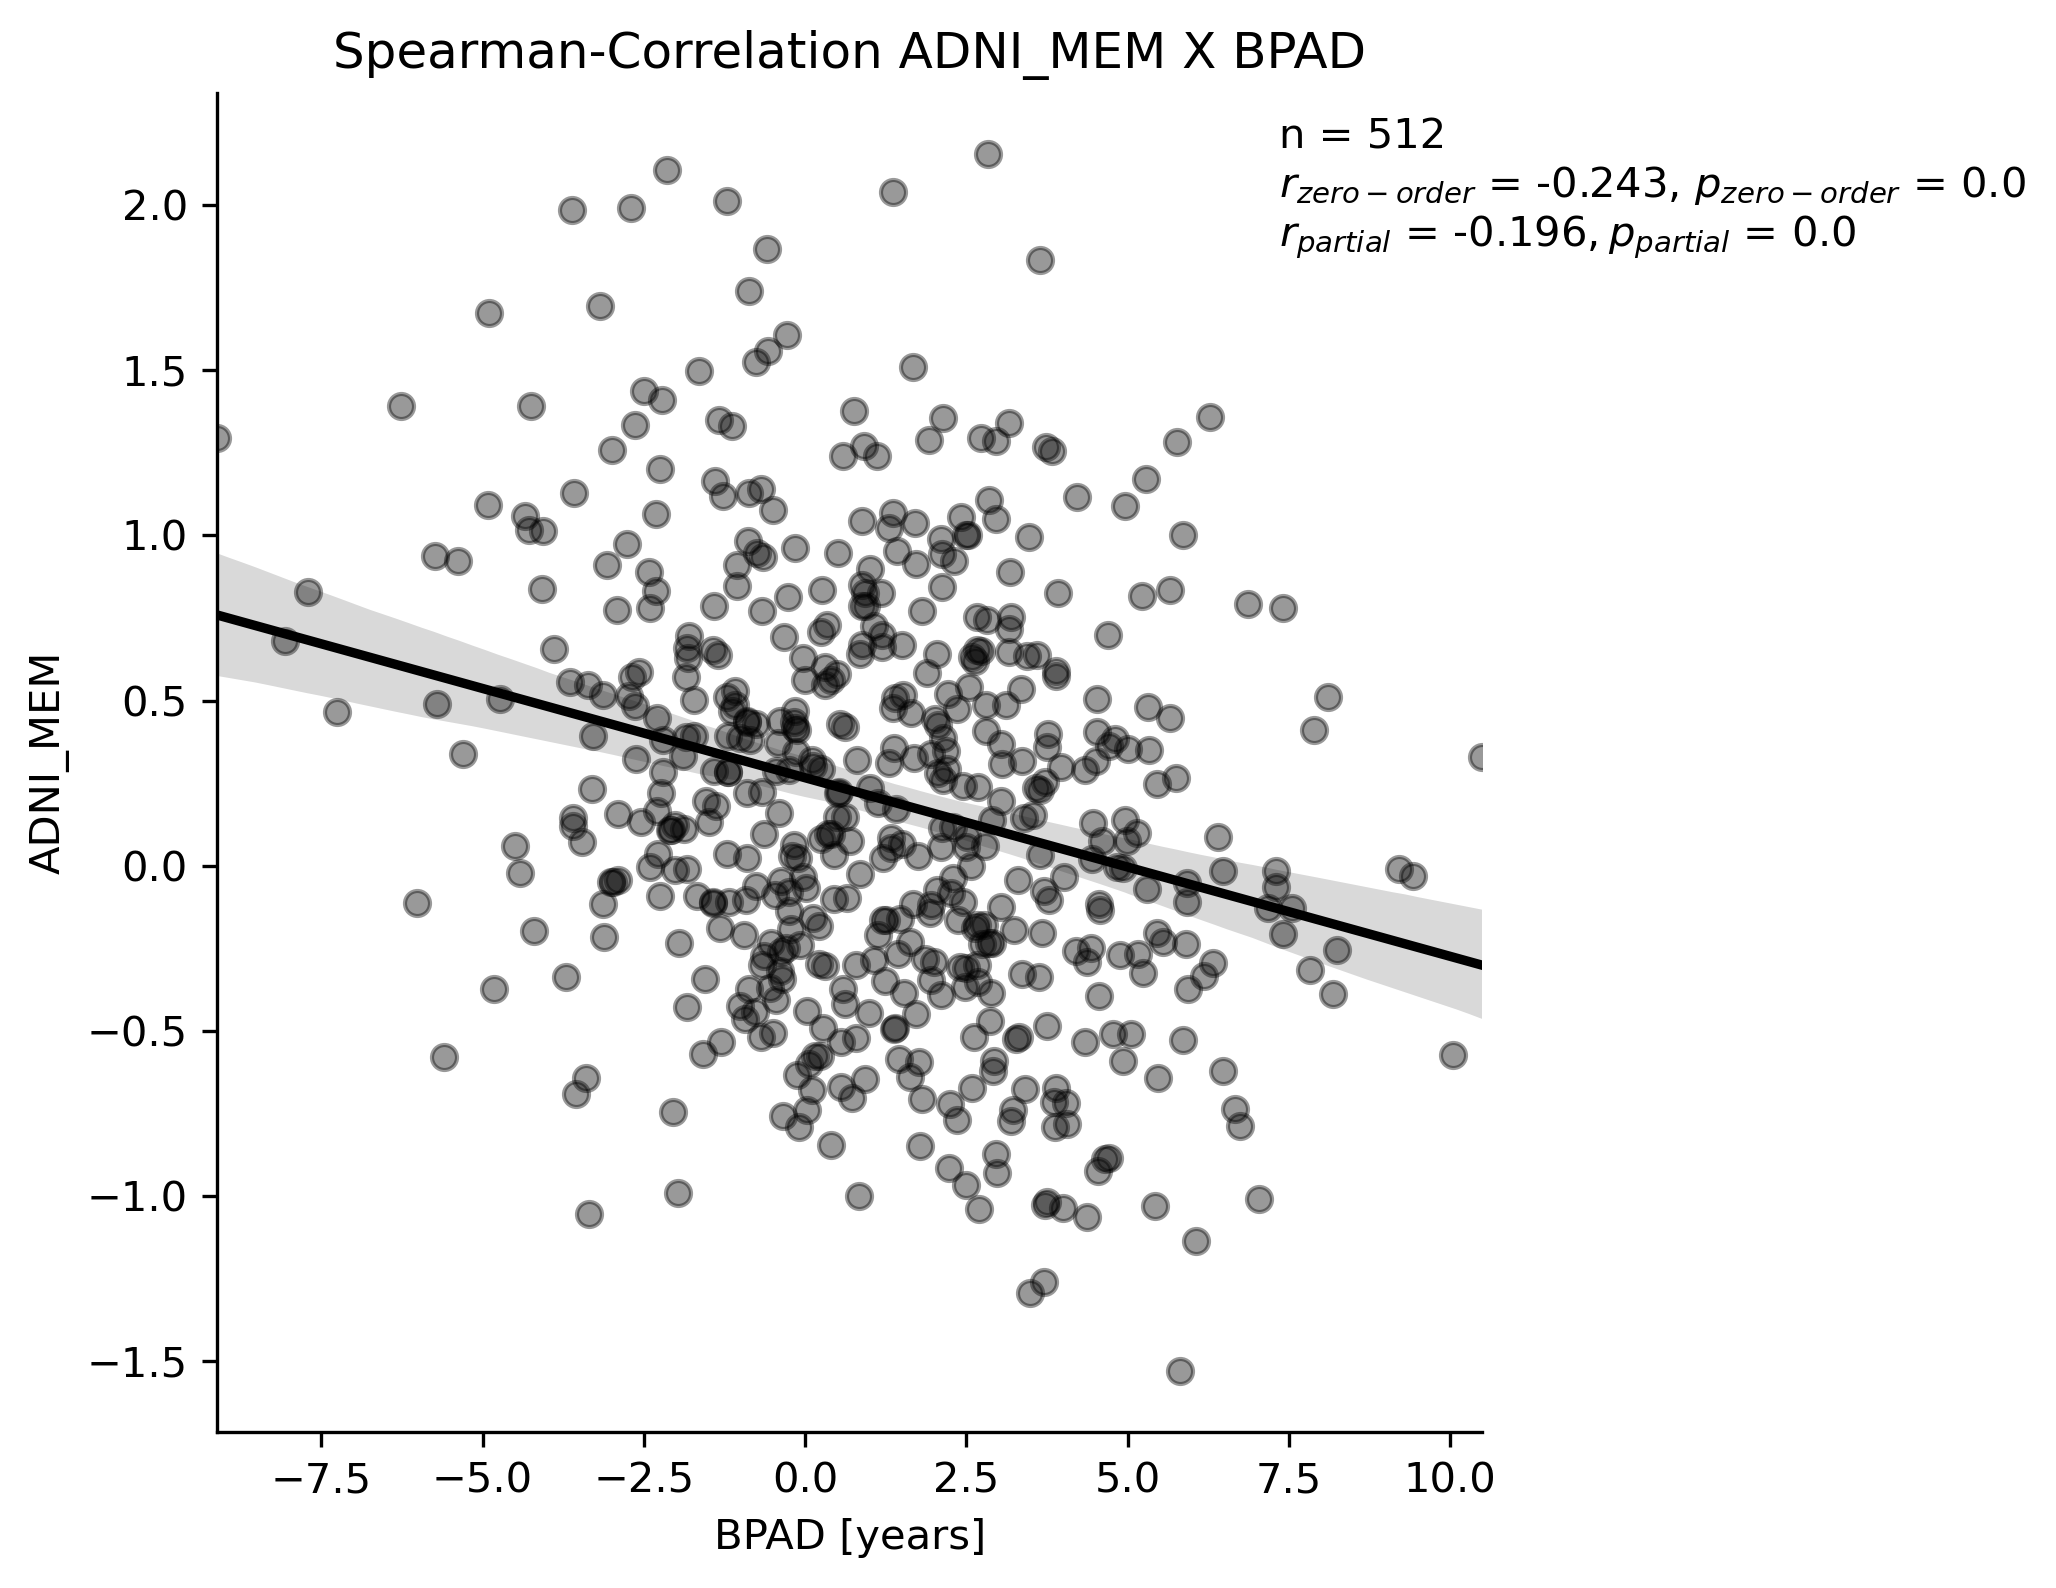 Spearman-Correlation ADNI_MEM X BPAD
n = 512
r_zero−order = -0.243, p_zero−order = 0.0
r_partial = -0.196, p_partial = 0.0
ADNI_MEM
2.0
1.5
1.0
0.5
0.0
−0.5
−1.0
−1.5
−7.5 −5.0 −2.5 0.0 2.5 5.0 7.5 10.0
BPAD [years]